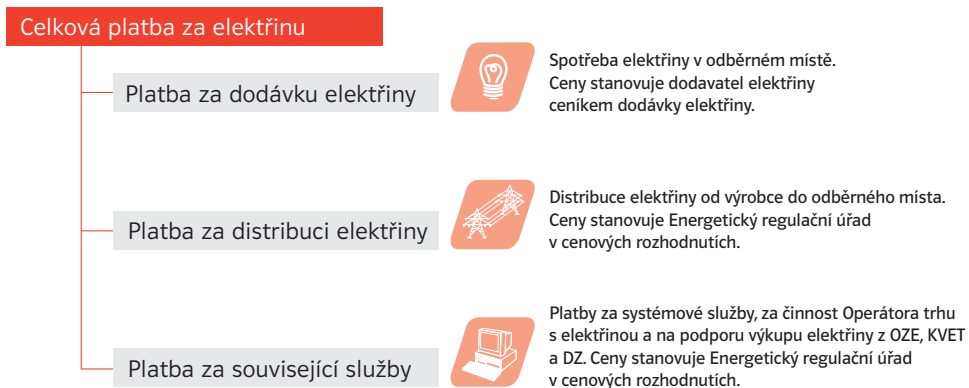 Celková platba za elektřinu
Platba za dodávku elektřiny
Spotřeba elektřiny v odběrném místě.
Ceny stanovuje dodavatel elektřiny
ceníkem dodávky elektřiny.
Platba za distribuci elektřiny
Distribuce elektřiny od výrobce do odběrného místa.
Ceny stanovuje Energetický regulační úřad
v cenových rozhodnutích.
Platba za související služby
Platby za systémové služby, za činnost Operátora trhu
s elektřinou a na podporu výkupu elektřiny z OZE, KVET
a DZ. Ceny stanovuje Energetický regulační úřad
v cenových rozhodnutích.